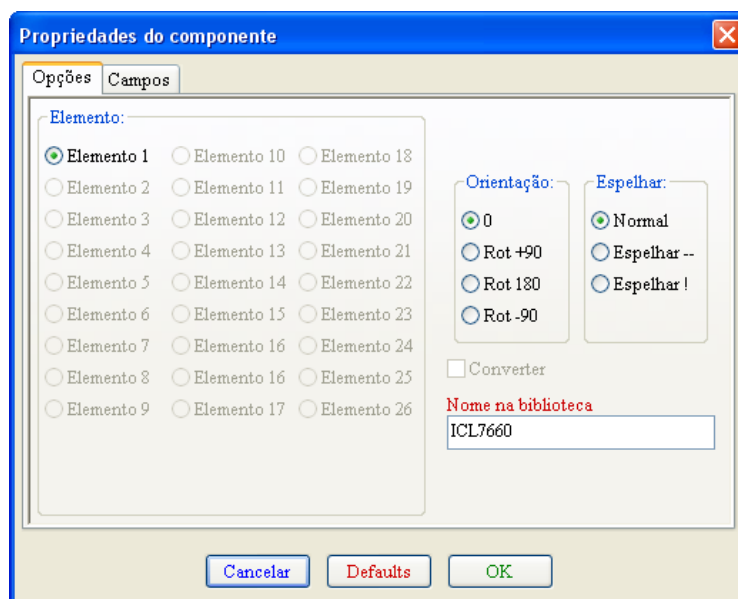 Propriedades do componente
Opções
Campos
Elemento:
Elemento 1
Elemento 2
Elemento 3
Elemento 4
Elemento 5
Elemento 6
Elemento 7
Elemento 8
Elemento 9
Elemento 10
Elemento 11
Elemento 12
Elemento 13
Elemento 14
Elemento 15
Elemento 16
Elemento 16
Elemento 17
Elemento 18
Elemento 19
Elemento 20
Elemento 21
Elemento 22
Elemento 23
Elemento 24
Elemento 25
Elemento 26
Orientação:
0
Rot +90
Rot 180
Rot -90
Espelhar:
Normal
Espelhar --
Espelhar !
Converter
Nome na biblioteca
ICL7660
Cancelar
Defaults
OK